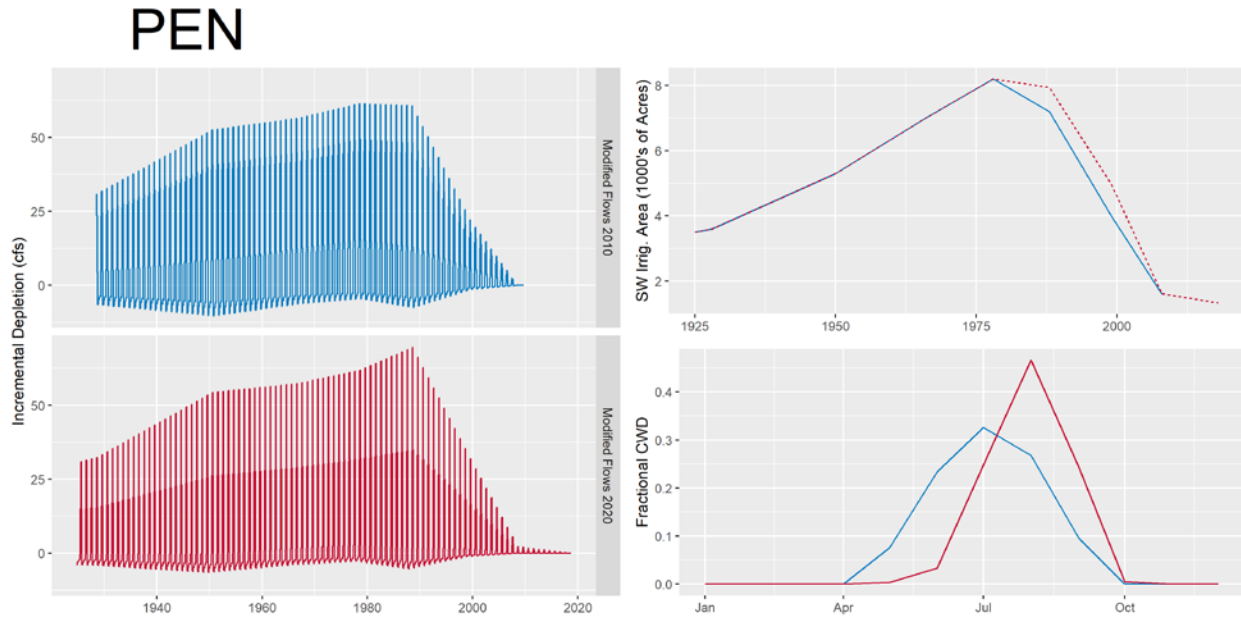 PEN
Incremental Depletion (cfs)
50
25
0
Modified Flows 2010
50
25
0
Modified Flows 2020
1940 1960 1980 2000 2020
SW Irrig. Area (1000's of Acres)
8
6
4
2
1925 1950 1975 2000
Fractional CWD
0.4
0.3
0.2
0.1
0.0
Jan Apr Jul Oct